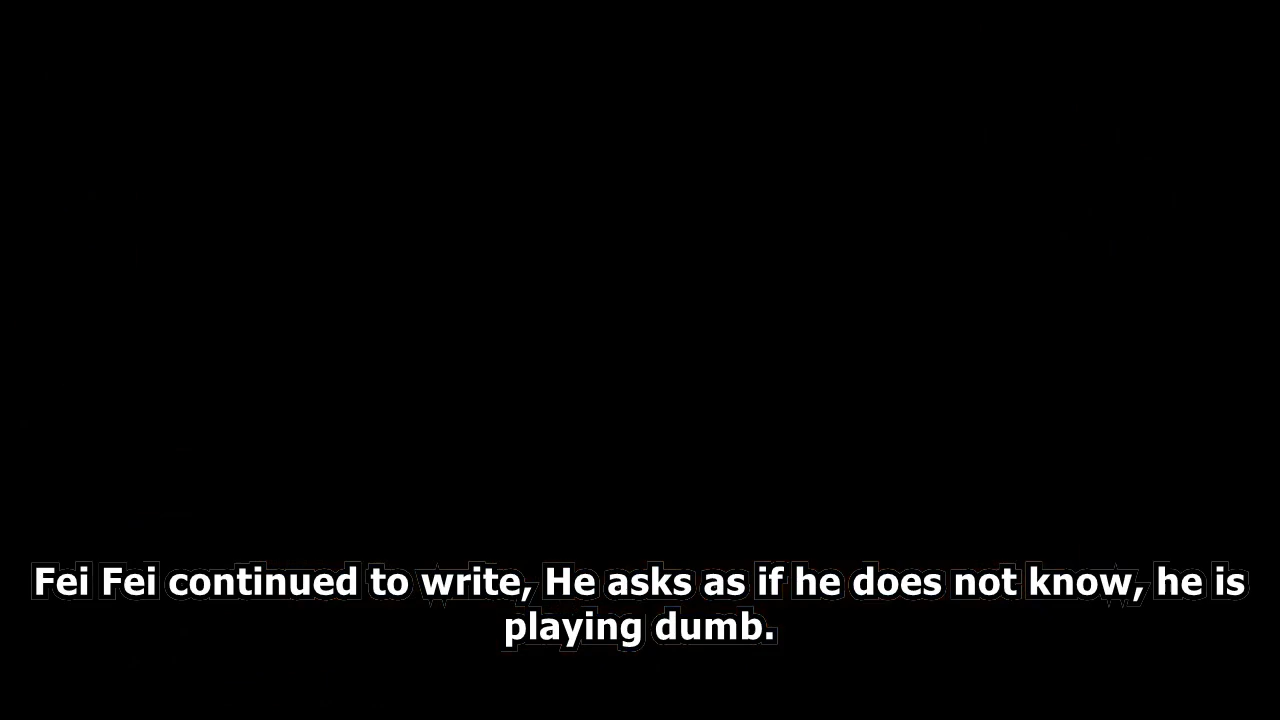 Fei Fei continued to write, He asks as if he does not know, he is
playing dumb.